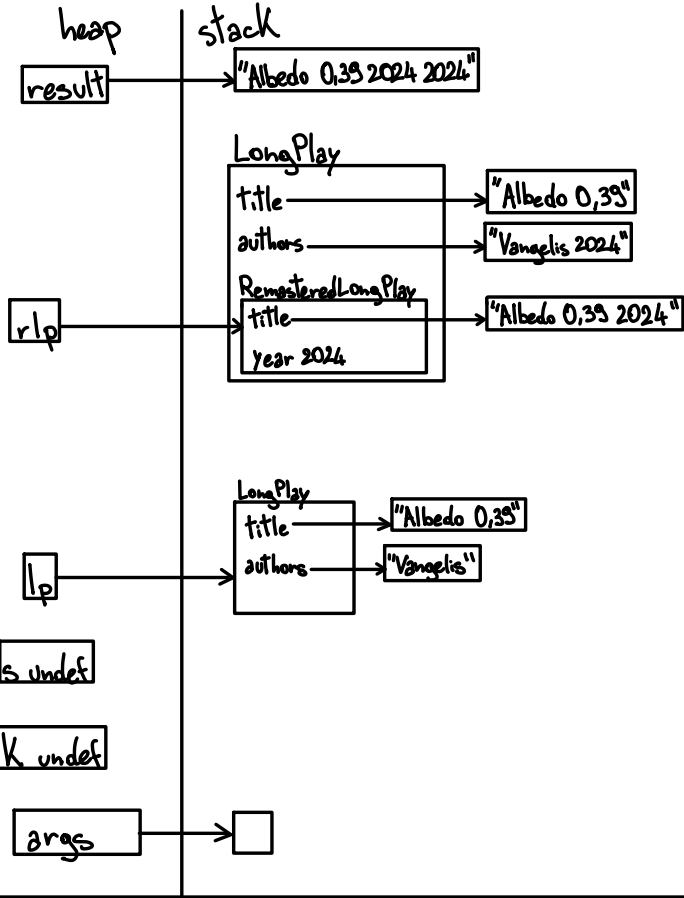 heap stack
result "Albedo 0,39 2024 2024"
LongPlay
title "Albedo 0,39"
authors "Vangelis 2024"
RemasteredLongPlay
rlp title "Albedo 0,39 2024"
year 2024
LongPlay
title "Albedo 0,39"
lp authors "Vangelis"
s undef
K undef
args